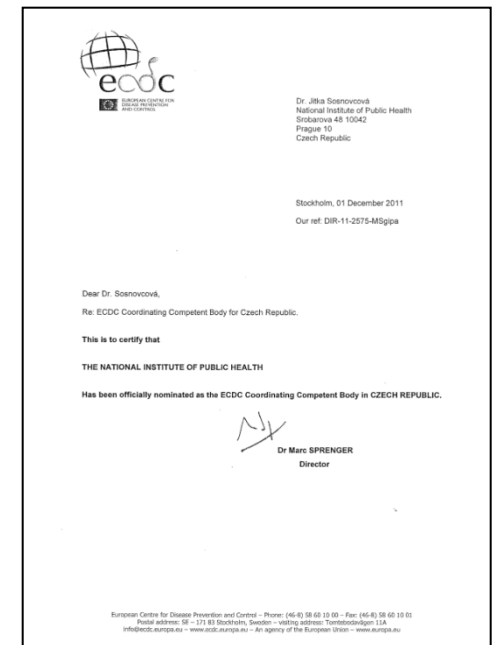 ecdc
EUROPEAN CENTRE FOR
DISEASE PREVENTION
AND CONTROL
Dr. Jitka Sosnovcová
National Institute of Public Health
Srobarova 48 10042
Prague 10
Czech Republic
Stockholm, 01 December 2011
Our ref: DIR-11-2575-MSgipa
Dear Dr. Sosnovcová,
Re: ECDC Coordinating Competent Body for Czech Republic.
This is to certify that
THE NATIONAL INSTITUTE OF PUBLIC HEALTH
Has been officially nominated as the ECDC Coordinating Competent Body in CZECH REPUBLIC.
Dr Marc SPRENGER
Director
European Centre for Disease Prevention and Control – Phone: (46-8) 58 60 10 00 – Fax: (46-8) 58 60 10 01
Postal address: SE – 171 83 Stockholm, Sweden – visiting address: Tomtebodavägen 11A
info@ecdc.europa.eu – www.ecdc.europa.eu – An agency of the European Union – www.europa.eu